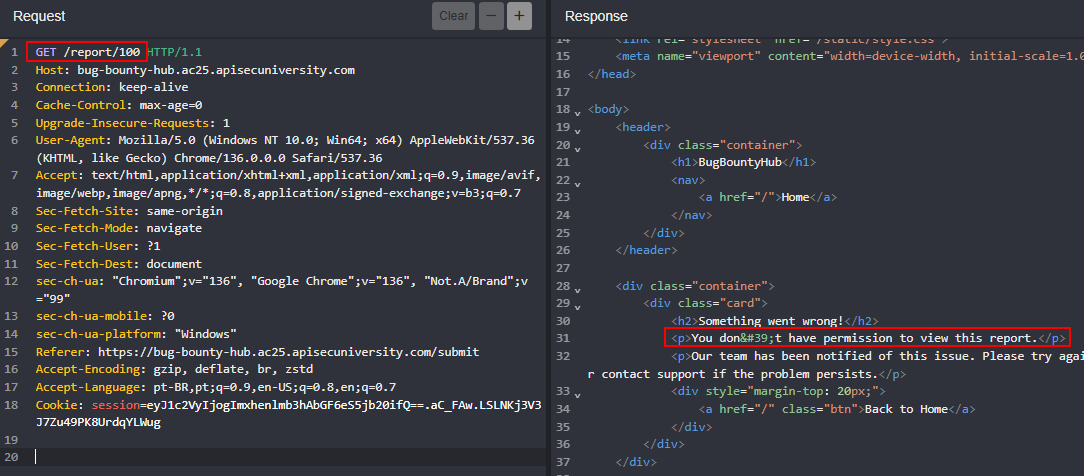 Request
Clear
−
+
1 GET /report/100 HTTP/1.1
2 Host: bug-bounty-hub.ac25.apisecuniversity.com
3 Connection: keep-alive
4 Cache-Control: max-age=0
5 Upgrade-Insecure-Requests: 1
6 User-Agent: Mozilla/5.0 (Windows NT 10.0; Win64; x64) AppleWebKit/537.36
(KHTML, like Gecko) Chrome/136.0.0.0 Safari/537.36
7 Accept: text/html,application/xhtml+xml,application/xml;q=0.9,image/avif,
image/webp,image/apng,*/*;q=0.8,application/signed-exchange;v=b3;q=0.7
8 Sec-Fetch-Site: same-origin
9 Sec-Fetch-Mode: navigate
10 Sec-Fetch-User: ?1
11 Sec-Fetch-Dest: document
12 sec-ch-ua: "Chromium";v="136", "Google Chrome";v="136", "Not.A/Brand";v
="99"
13 sec-ch-ua-mobile: ?0
14 sec-ch-ua-platform: "Windows"
15 Referer: https://bug-bounty-hub.ac25.apisecuniversity.com/submit
16 Accept-Encoding: gzip, deflate, br, zstd
17 Accept-Language: pt-BR,pt;q=0.9,en-US;q=0.8,en;q=0.7
18 Cookie: session=eyJ1c2VyIjogImxhenlmb3hAbGF6eS5jb20ifQ==.aC_FAw.LSLNKj3V3
J7Zu49PK8UrdqYLWug
19
20
Response
14 <link rel="stylesheet" href="/static/style.css">
15 <meta name="viewport" content="width=device-width, initial-scale=1.0
16 </head>
17
18 <body>
19 <header>
20 <div class="container">
21 <h1>BugBountyHub</h1>
22 <nav>
23 <a href="/">Home</a>
24 </nav>
25 </div>
26 </header>
27
28 <div class="container">
29 <div class="card">
30 <h2>Something went wrong!</h2>
31 <p>You don&#39;t have permission to view this report.</p>
32 <p>Our team has been notified of this issue. Please try agai
r contact support if the problem persists.</p>
33 <div style="margin-top: 20px;">
34 <a href="/" class="btn">Back to Home</a>
35 </div>
36 </div>
37 </div>